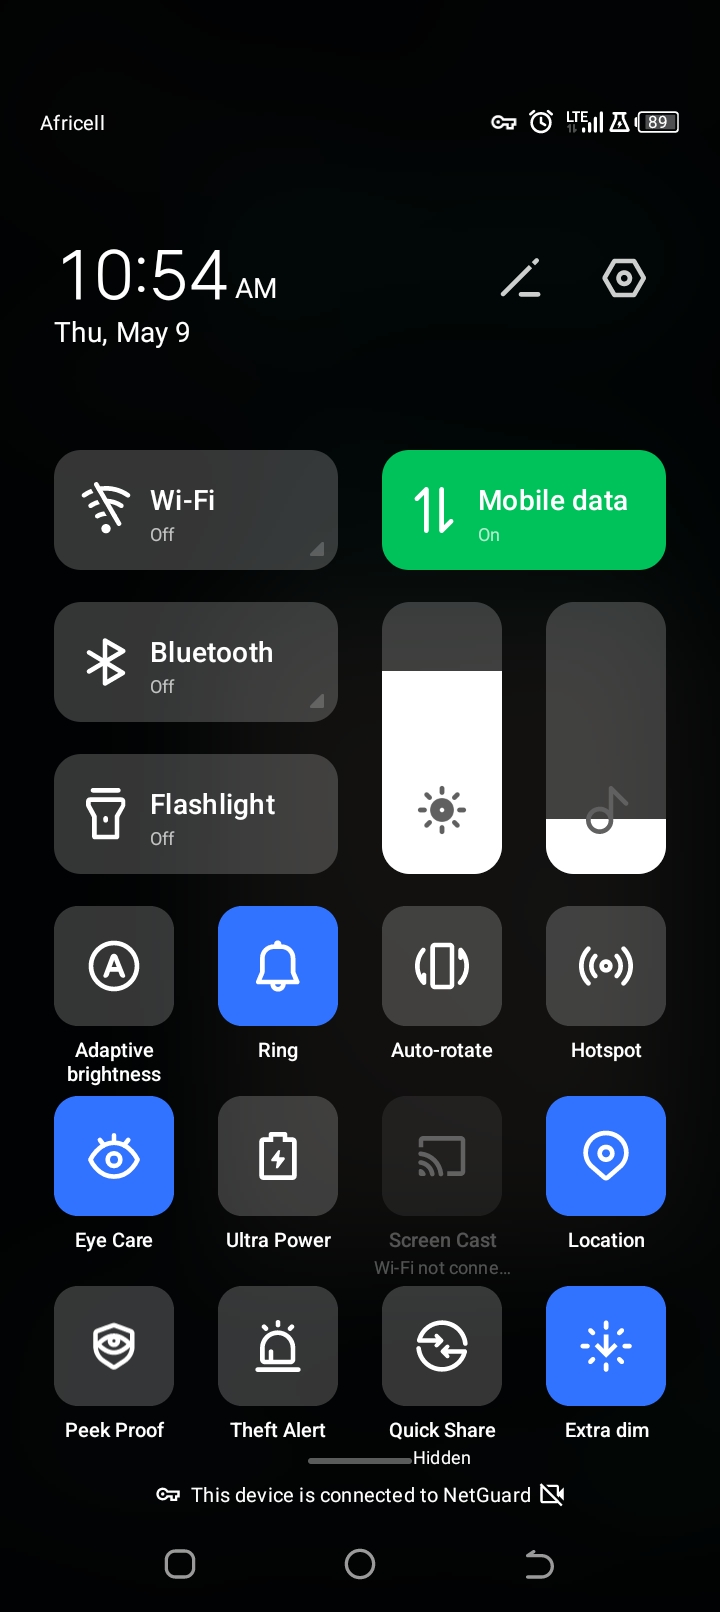 Africell
LTE
89
10:54 AM
Thu, May 9
Wi-Fi
Off
Mobile data
On
Bluetooth
Off
Flashlight
Off
A
Adaptive
brightness
Ring
Auto-rotate
Hotspot
Eye Care
Ultra Power
Screen Cast
Wi-Fi not conne...
Location
Peek Proof
Theft Alert
Quick Share
Hidden
Extra dim
This device is connected to NetGuard